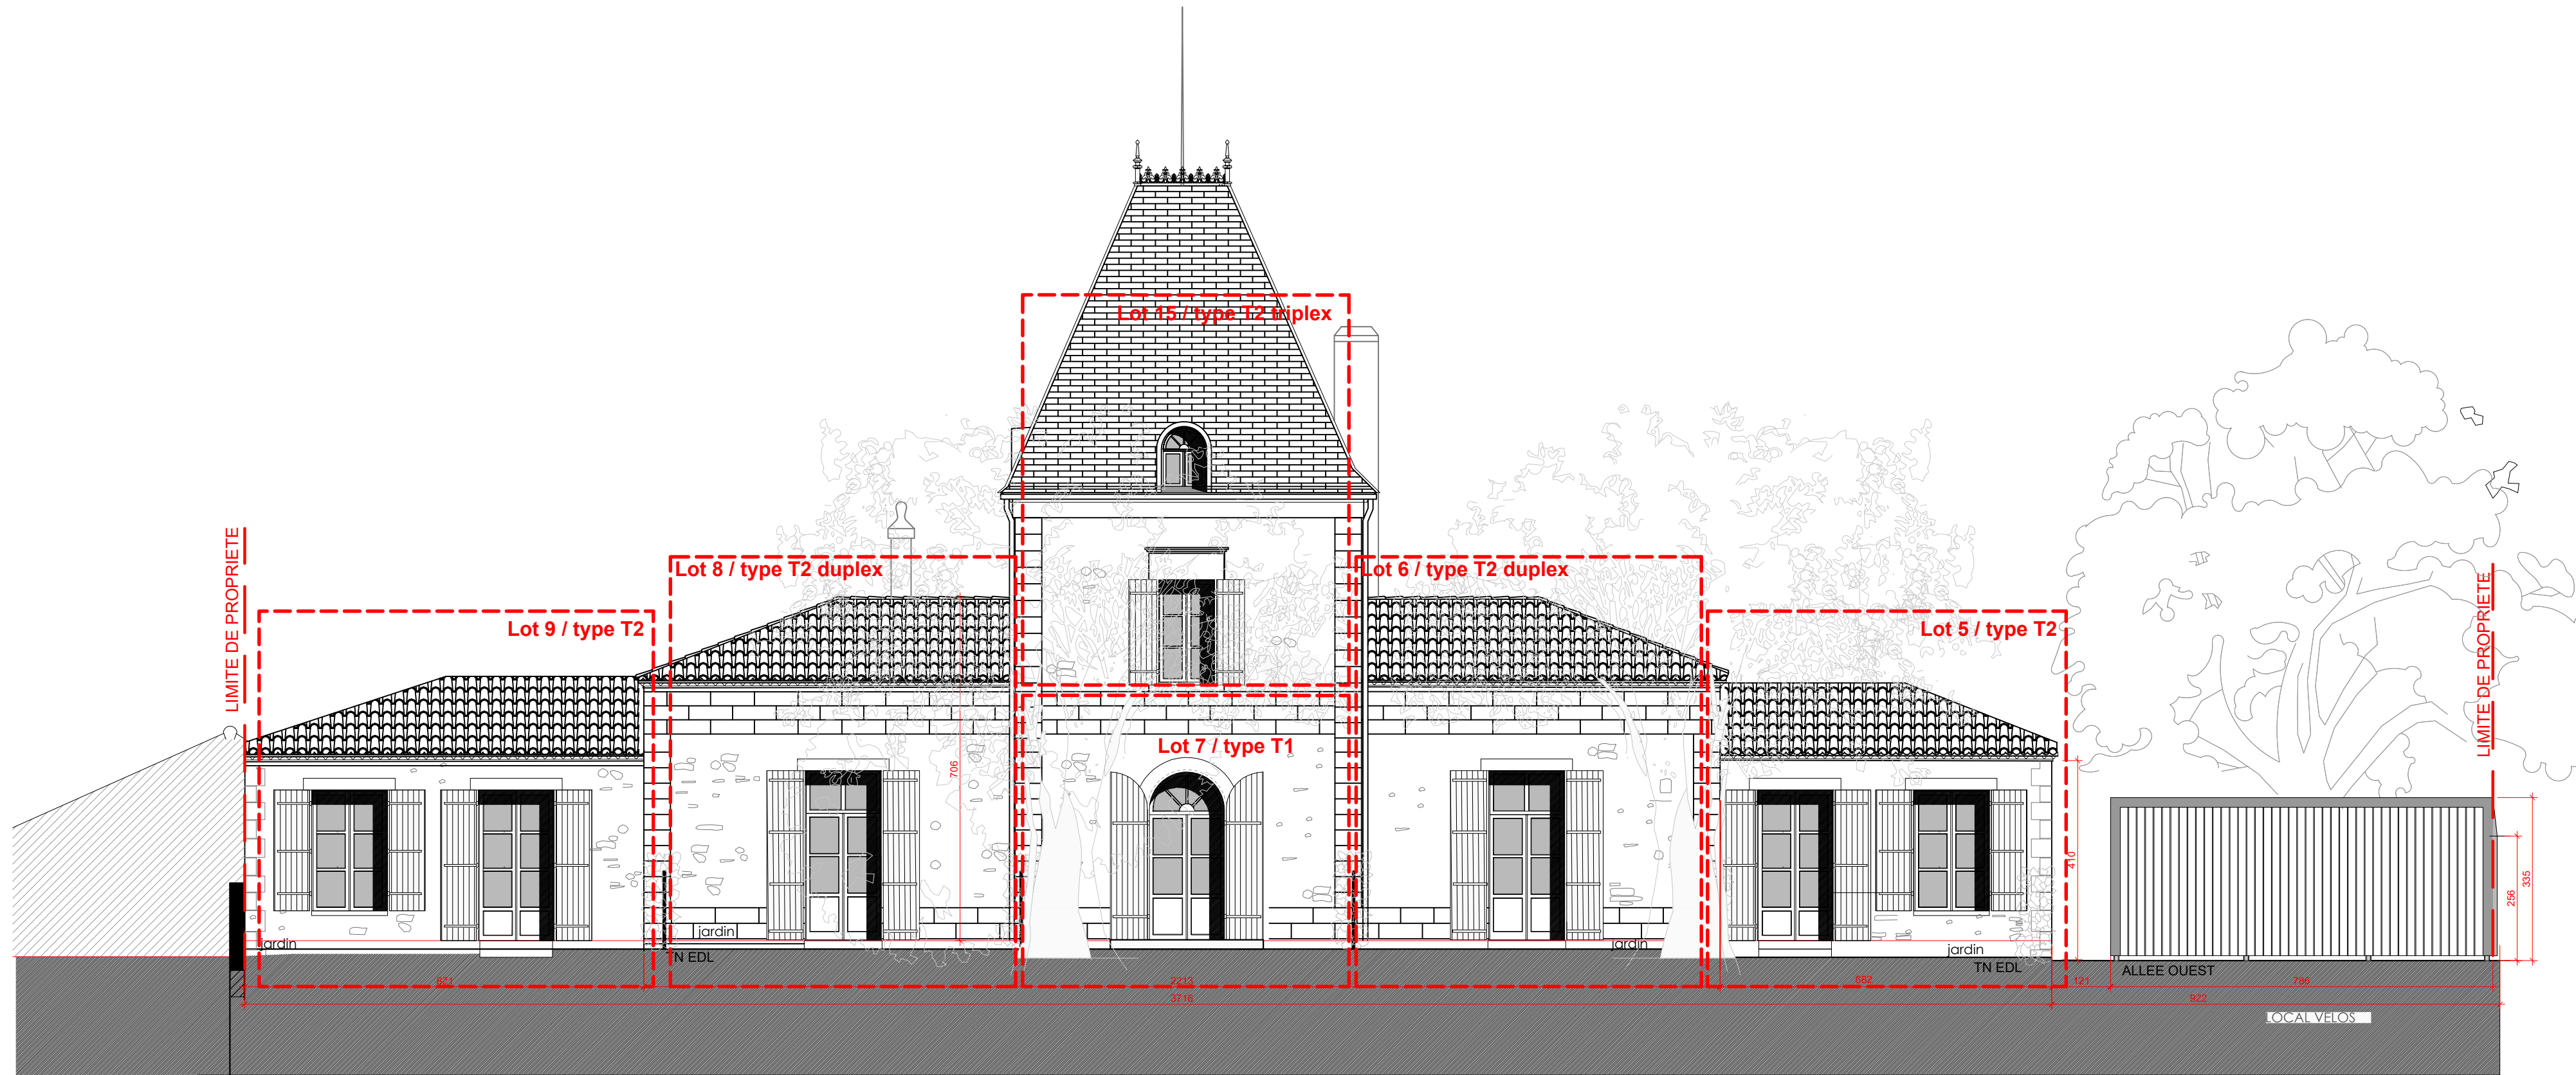 Lot 15 / type T2 triplex
LIMITE DE PROPRIETE
Lot 9 / type T2
Lot 8 / type T2 duplex
Lot 6 / type T2 duplex
Lot 5 / type T2
LIMITE DE PROPRIETE
Lot 7 / type T1
706
410
256
335
jardin
jardin
jardin
jardin
TN EDL
TN EDL
ALLEE OUEST
821
2213
682
121
786
3716
922
LOCAL VELOS